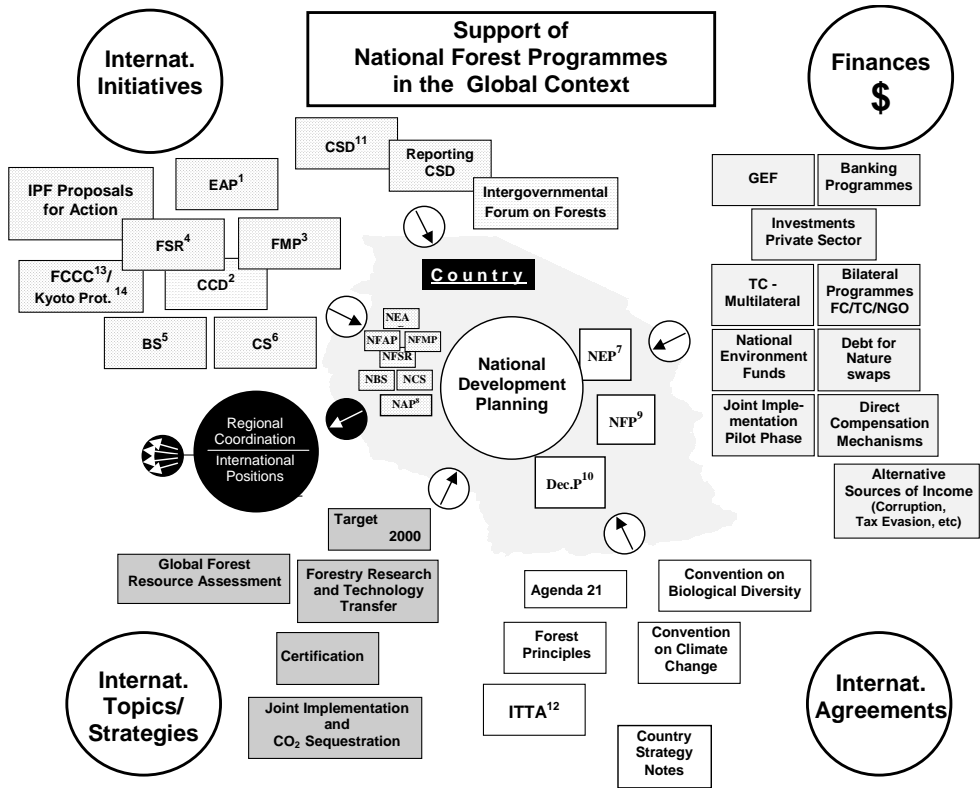 Support of
National Forest Programmes
in the Global Context
Internat.
Initiatives
Finances
$
CSD11
Reporting
CSD
Intergovernmental
Forum on Forests
EAP1
IPF Proposals
for Action
FSR4
FMP3
FCCC13/
Kyoto Prot. 14
CCD2
BS5
CS6
GEF
Banking
Programmes
Investments
Private Sector
TC -
Multilateral
Bilateral
Programmes
FC/TC/NGO
National
Environment
Funds
Debt for
Nature
swaps
Joint Imple-
mentation
Pilot Phase
Direct
Compensation
Mechanisms
Alternative
Sources of Income
(Corruption,
Tax Evasion, etc)
Country
NEA
NFAP
NFMP
NFSR
NBS
NCS
NAP8
National
Development
Planning
NEP7
NFP9
Dec.P10
Regional
Coordination
International
Positions
Target
2000
Global Forest
Resource Assessment
Forestry Research
and Technology
Transfer
Certification
Joint Implementation
and
CO2 Sequestration
Internat.
Topics/
Strategies
Agenda 21
Convention on
Biological Diversity
Forest
Principles
Convention
on Climate
Change
ITTA12
Country
Strategy
Notes
Internat.
Agreements